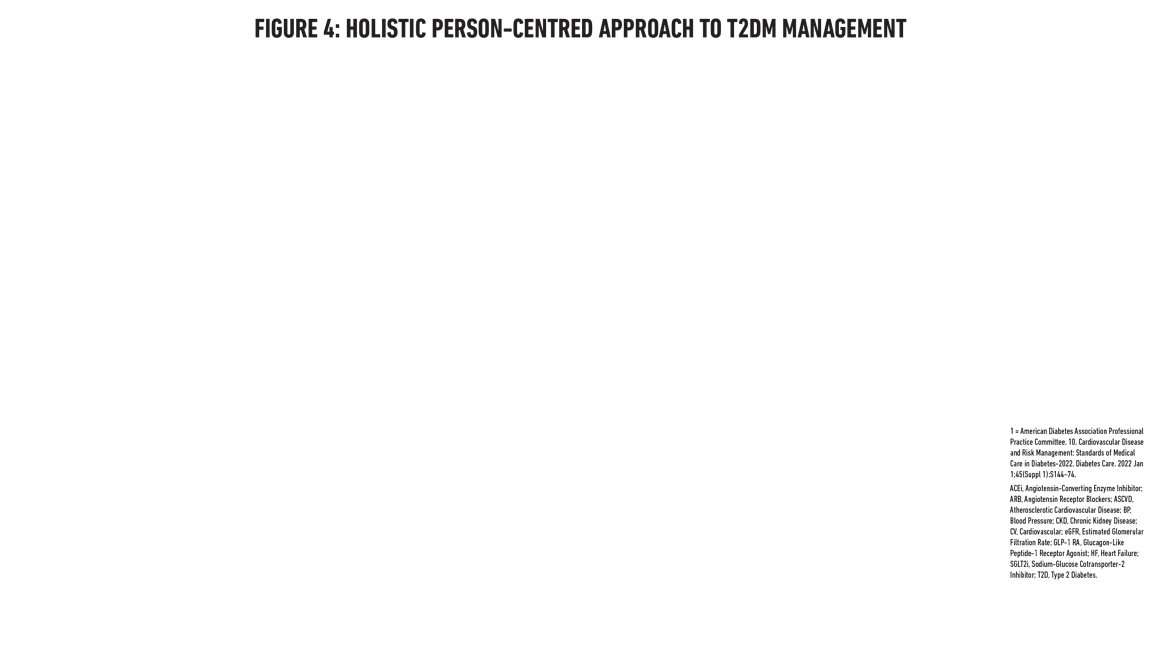 FIGURE 4: HOLISTIC PERSON-CENTRED APPROACH TO T2DM MANAGEMENT
1 = American Diabetes Association Professional
Practice Committee. 10. Cardiovascular Disease
and Risk Management: Standards of Medical
Care in Diabetes-2022. Diabetes Care. 2022 Jan
1;45(Suppl 1):S144–74.
ACEi, Angiotensin-Converting Enzyme Inhibitor;
ARB, Angiotensin Receptor Blockers; ASCVD,
Atherosclerotic Cardiovascular Disease; BP,
Blood Pressure; CKD, Chronic Kidney Disease;
CV, Cardiovascular; eGFR, Estimated Glomerular
Filtration Rate; GLP-1 RA, Glucagon-Like
Peptide-1 Receptor Agonist; HF, Heart Failure;
SGLT2i, Sodium-Glucose Cotransporter-2
Inhibitor; T2D, Type 2 Diabetes.